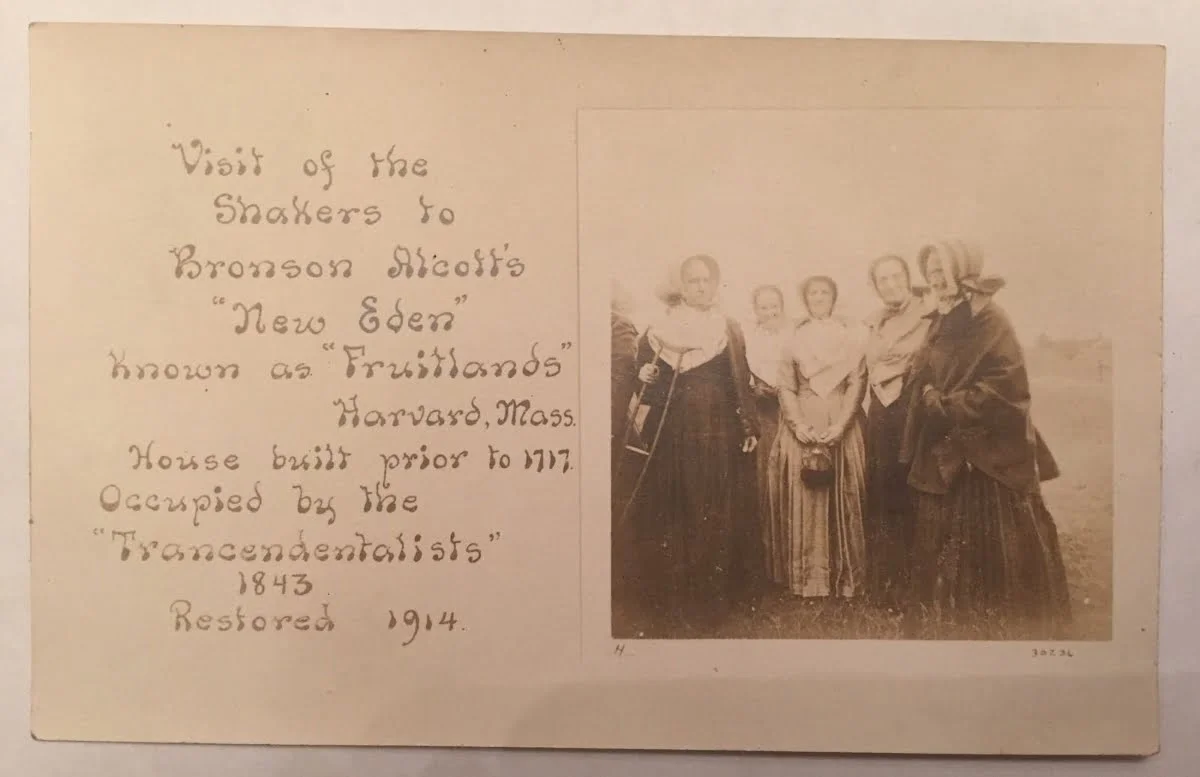 Visit of the
Shakers to
Bronson Alcott's
"New Eden"
Known as "Fruitlands"
Harvard, Mass.
House built prior to 1717.
Occupied by the
"Trancendentalists"
1843
Restored 1914.
H